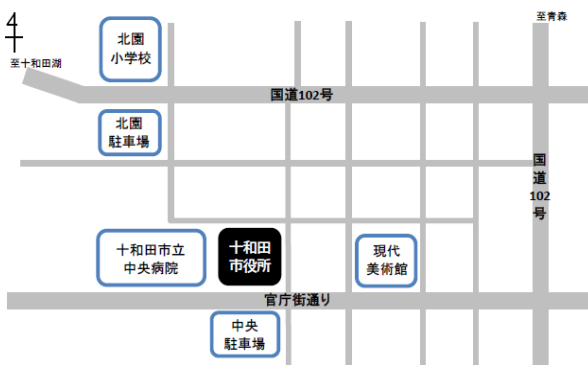 4
至青森
北園
小学校
至十和田湖
国道102号
北園
駐車場
国
道
102
号
十和田市立
中央病院
十和田
市役所
現代
美術館
官庁街通り
中央
駐車場